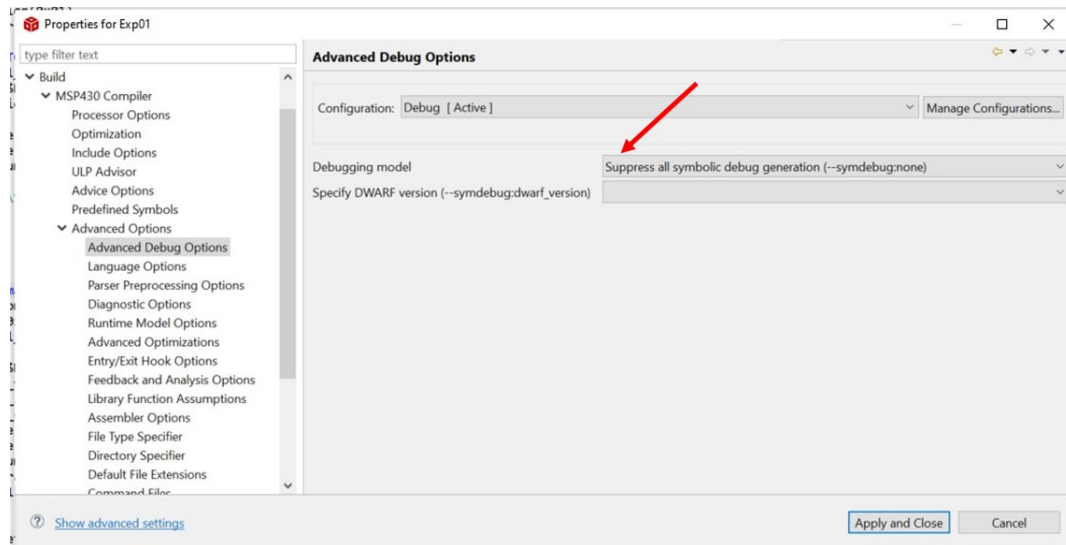 Properties for Exp01
type filter text
Build
MSP430 Compiler
Processor Options
Optimization
Include Options
ULP Advisor
Advice Options
Predefined Symbols
Advanced Options
Advanced Debug Options
Language Options
Parser Preprocessing Options
Diagnostic Options
Runtime Model Options
Advanced Optimizations
Entry/Exit Hook Options
Feedback and Analysis Options
Library Function Assumptions
Assembler Options
File Type Specifier
Directory Specifier
Default File Extensions
Command Files
Advanced Debug Options
Configuration: Debug [ Active ] Manage Configurations...
Debugging model Suppress all symbolic debug generation (--symdebug:none)
Specify DWARF version (--symdebug:dwarf_version)
Show advanced settings
Apply and Close Cancel